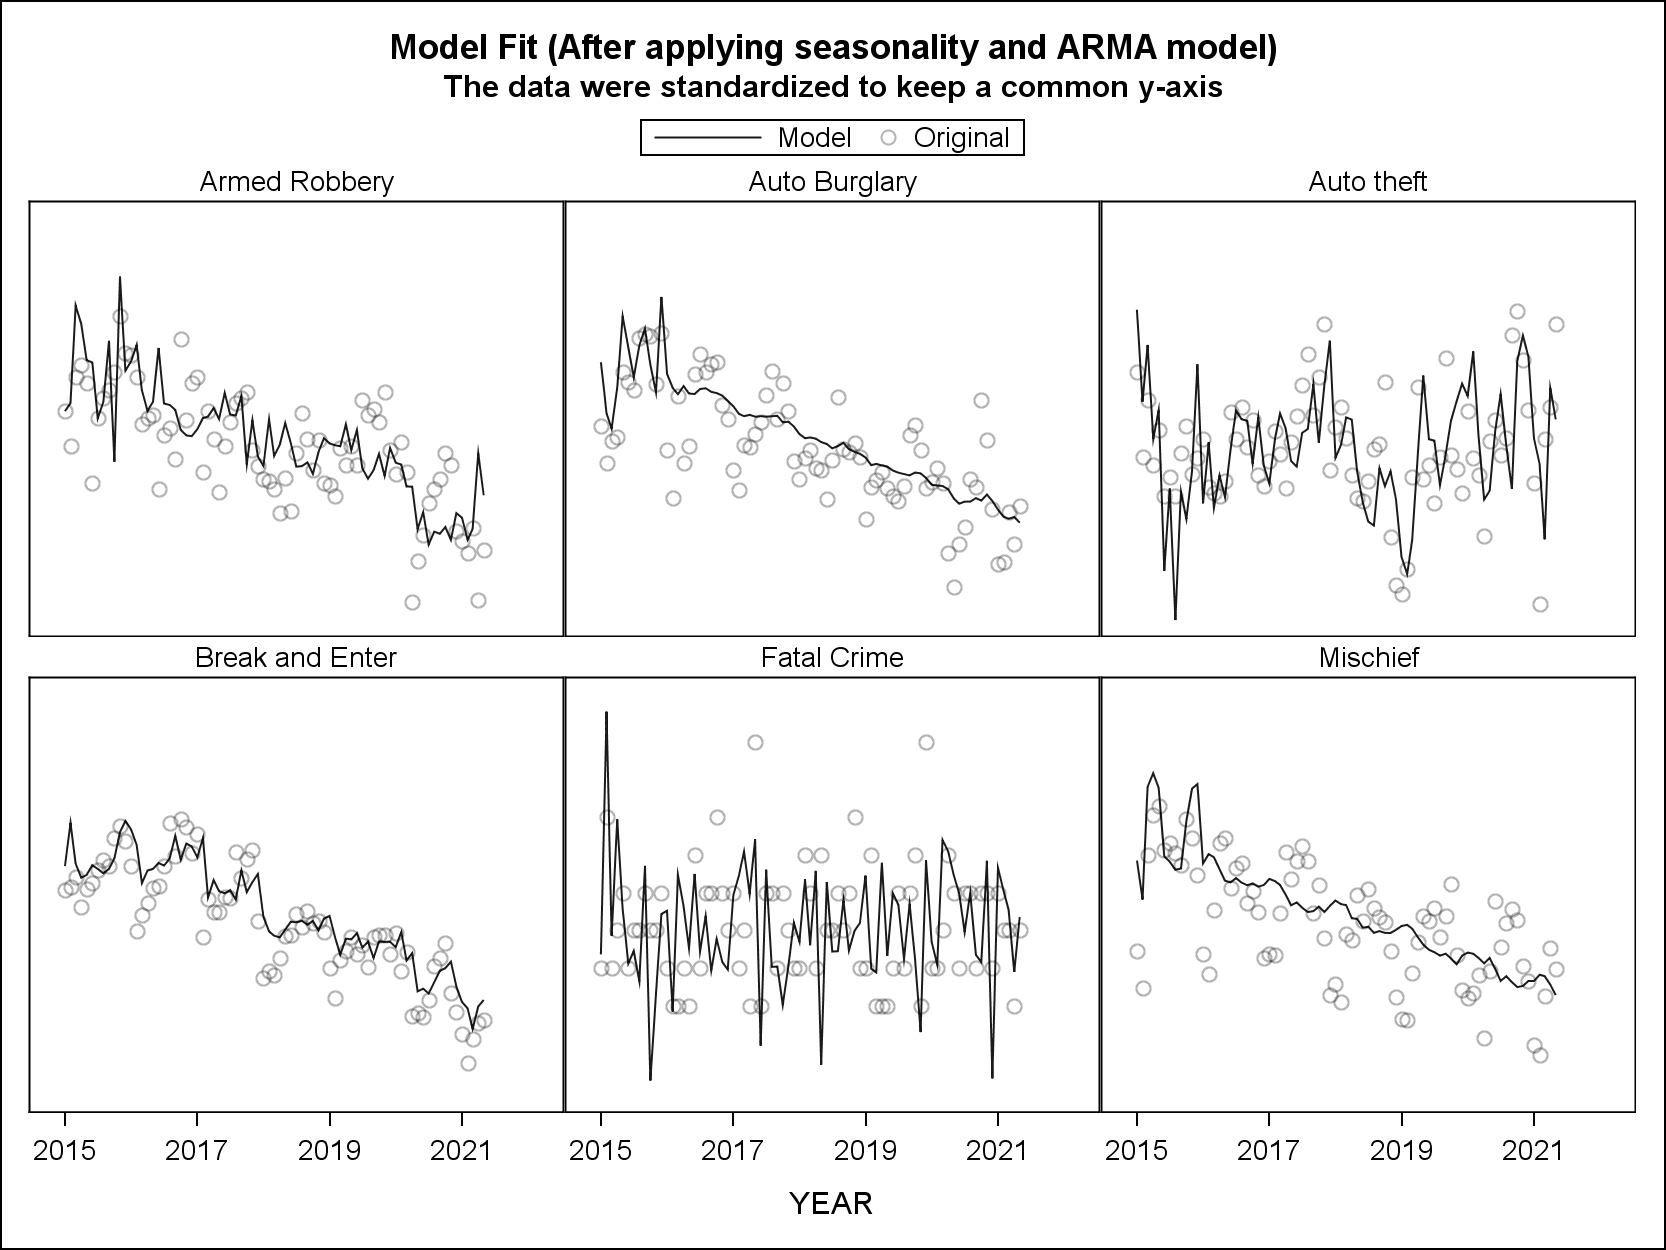 Model Fit (After applying seasonality and ARMA model)
The data were standardized to keep a common y-axis
Model Original
Armed Robbery Auto Burglary Auto theft
Break and Enter Fatal Crime Mischief
2015 2017 2019 2021 2015 2017 2019 2021 2015 2017 2019 2021
YEAR